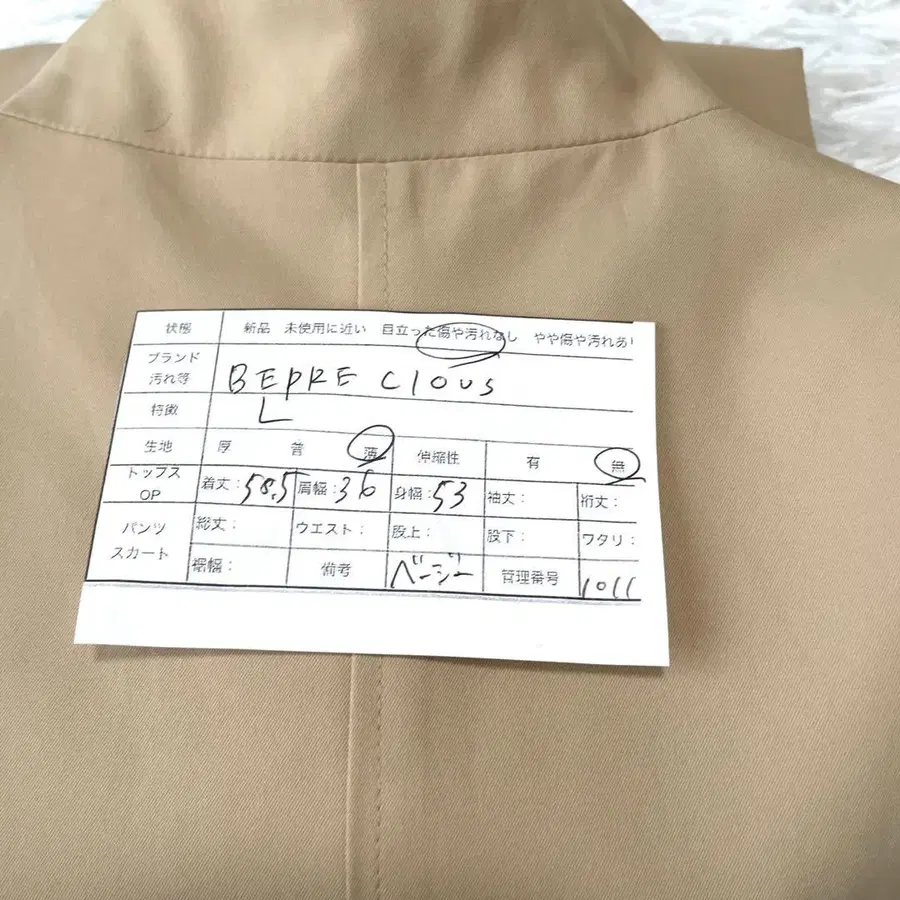 状態 新品 未使用に近い 目立った傷や汚れなし やや傷や汚れあり
ブランド
汚れ等 BEPRE CIOUS
特徴 L
生地 厚 普 薄 伸縮性 有 無
トップス
OP 着丈:58.5 肩幅:36 身幅:53 袖丈: 裄丈:
パンツ
スカート 総丈: ウエスト: 股上: 股下: ワタリ:
裾幅: 備考 ベージュ 管理番号 1011